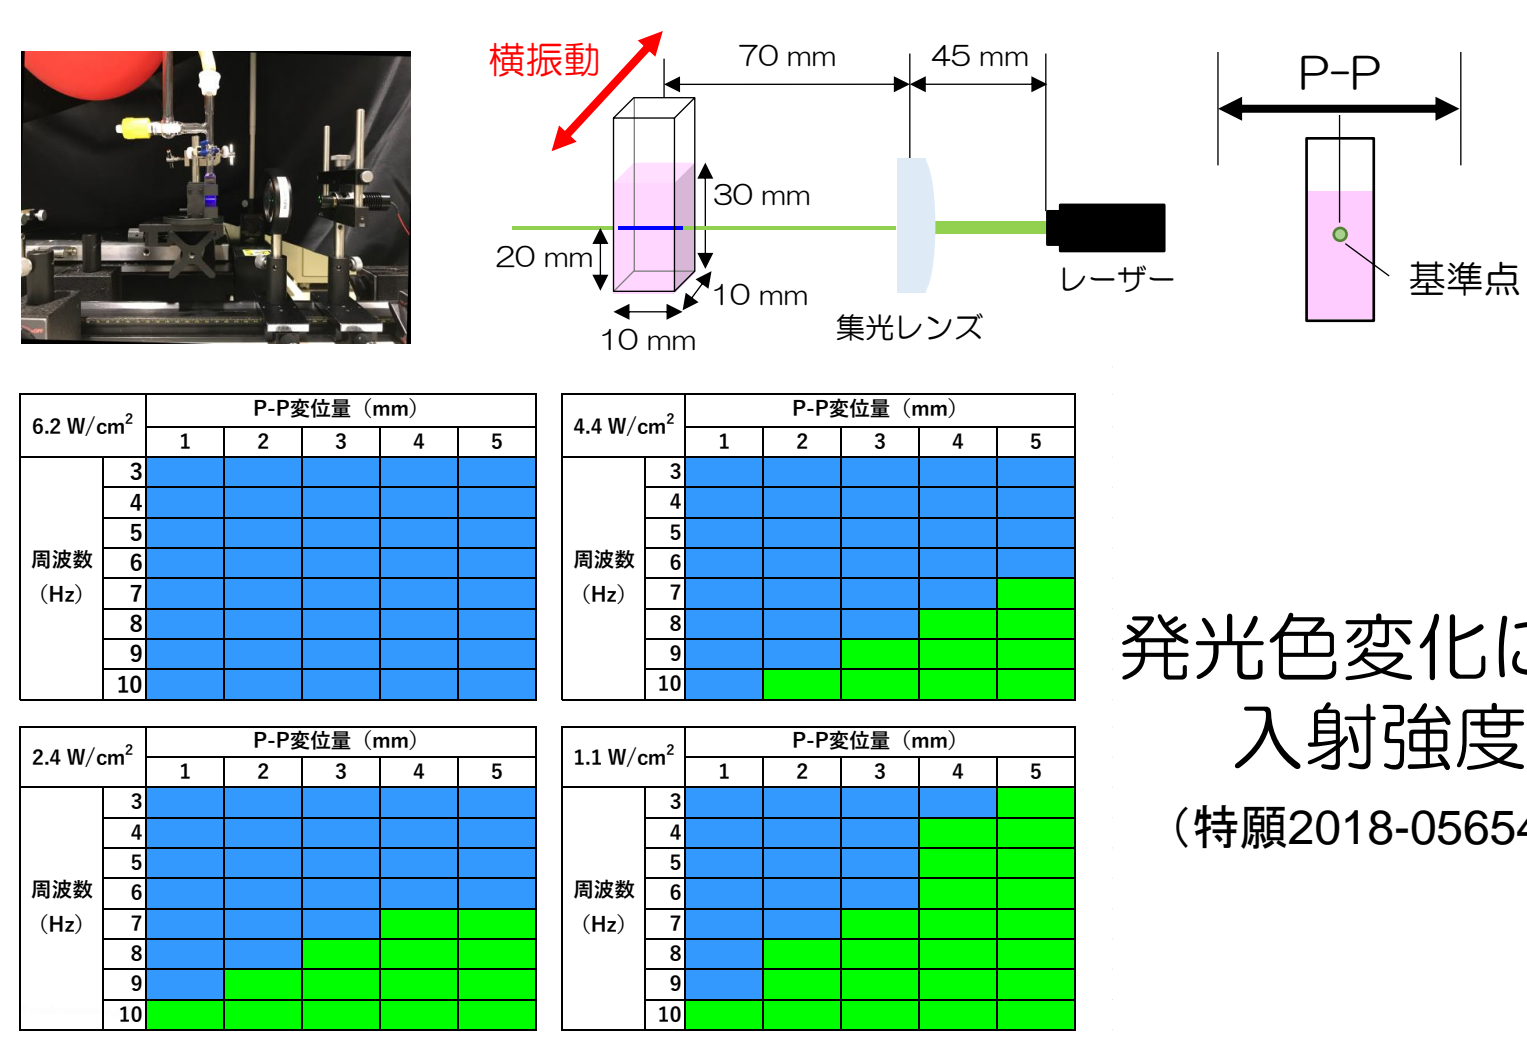 横振動
70 mm
45 mm
30 mm
20 mm
10 mm
10 mm
集光レンズ
レーザー
P-P
基準点
6.2 W/cm² P-P変位量（mm）
1 2 3 4 5
周波数（Hz）
3
4
5
6
7
8
9
10
4.4 W/cm² P-P変位量（mm）
1 2 3 4 5
周波数（Hz）
3
4
5
6
7
8
9
10
2.4 W/cm² P-P変位量（mm）
1 2 3 4 5
周波数（Hz）
3
4
5
6
7
8
9
10
1.1 W/cm² P-P変位量（mm）
1 2 3 4 5
周波数（Hz）
3
4
5
6
7
8
9
10
発光色変化に
入射強度
（特願2018-05654